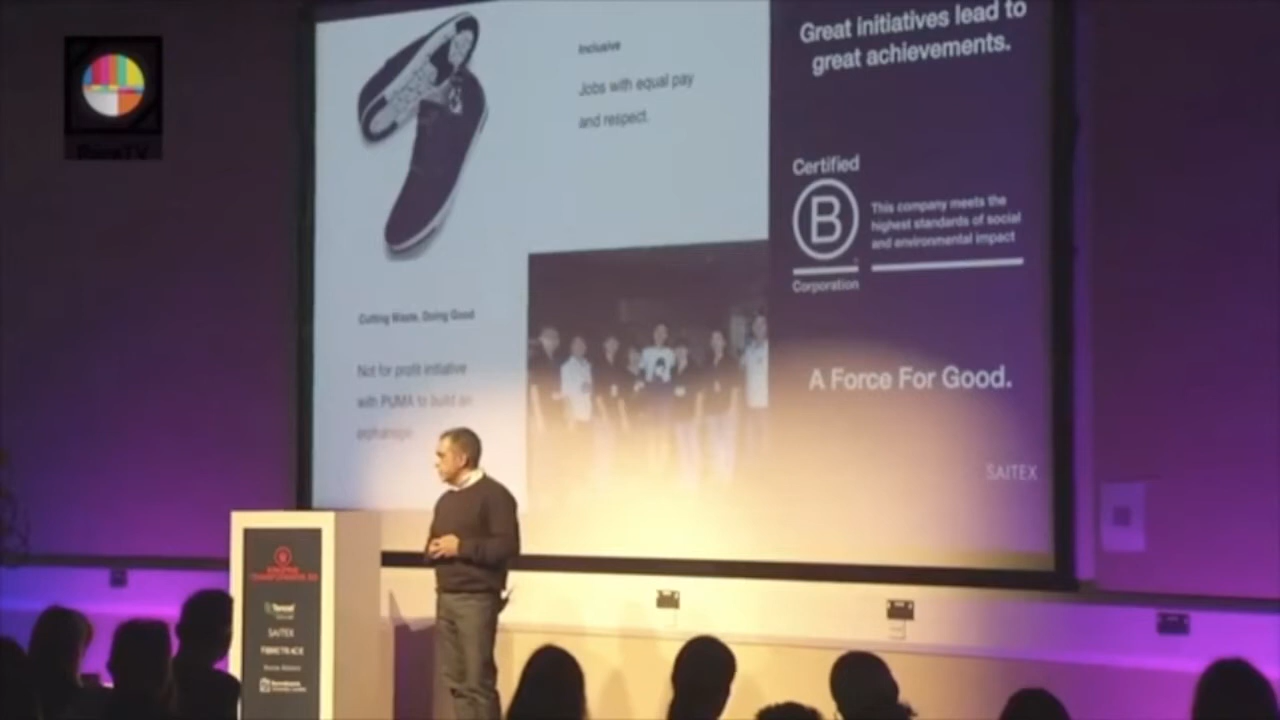 Great initiatives lead to
great achievements.
Inclusive
Jobs with equal pay
and respect.
Certified
B
Corporation
This company meets the
highest standards of social
and environmental impact
Cutting Waste, Doing Good
Not for profit initiative
with PUMA to build an
orphanage
A Force For Good.
SAITEX
Tencel
SAITEX